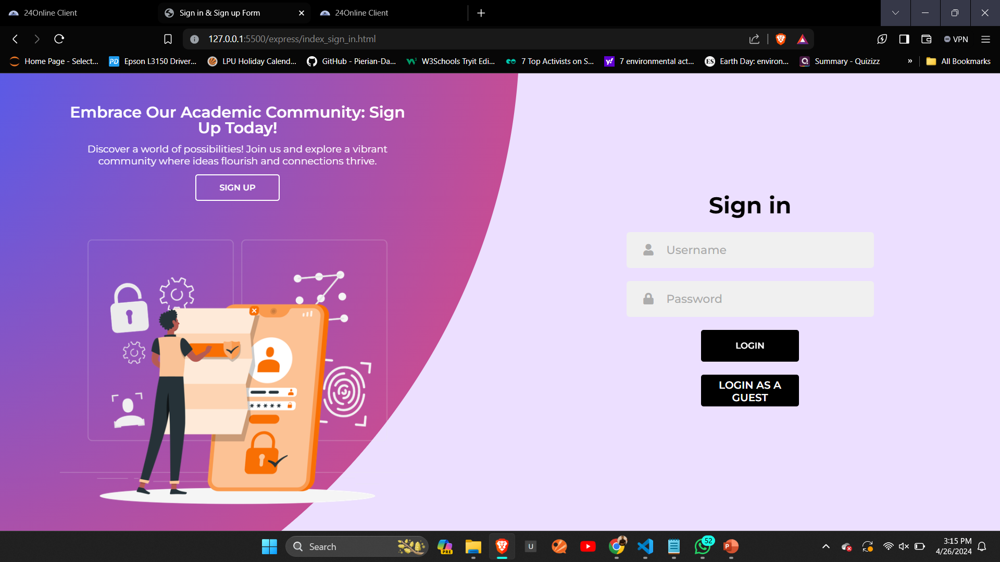 24Online Client
Sign in & Sign up Form
24Online Client
127.0.0.1:5500/express/index_sign_in.html
VPN
Home Page - Select...
PD
Epson L3150 Driver...
LPU Holiday Calend...
GitHub - Pierian-Da...
W3Schools Tryit Edi...
7 Top Activists on S...
7 environmental act...
ES
Earth Day: environ...
Summary - Quizizz
»
All Bookmarks
Embrace Our Academic Community: Sign
Up Today!
Discover a world of possibilities! Join us and explore a vibrant
community where ideas flourish and connections thrive.
SIGN UP
Sign in
Username
Password
LOGIN
LOGIN AS A
GUEST
*****
Search
PRE
U
52
P
3:15 PM
4/26/2024